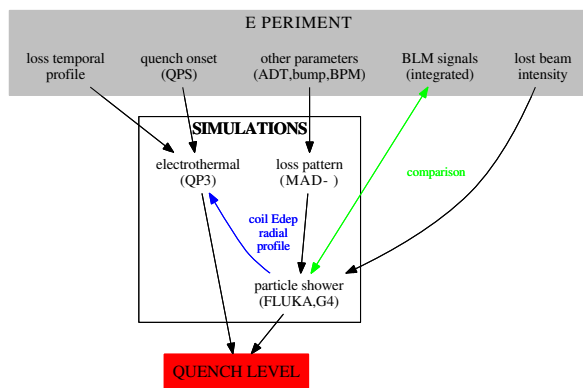 E PERIMENT
loss temporal
profile
quench onset
(QPS)
other parameters
(ADT,bump,BPM)
BLM signals
(integrated)
lost beam
intensity
SIMULATIONS
electrothermal
(QP3)
loss pattern
(MAD- )
comparison
coil Edep
radial
profile
particle shower
(FLUKA,G4)
QUENCH LEVEL